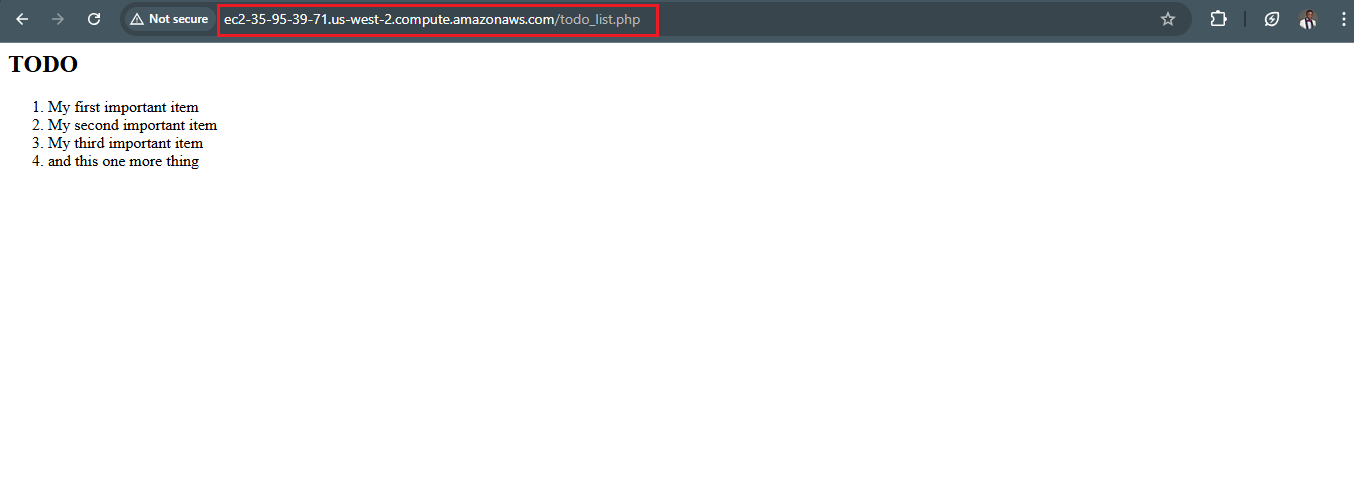 Not secure ec2-35-95-39-71.us-west-2.compute.amazonaws.com/todo_list.php
TODO
1. My first important item
2. My second important item
3. My third important item
4. and this one more thing